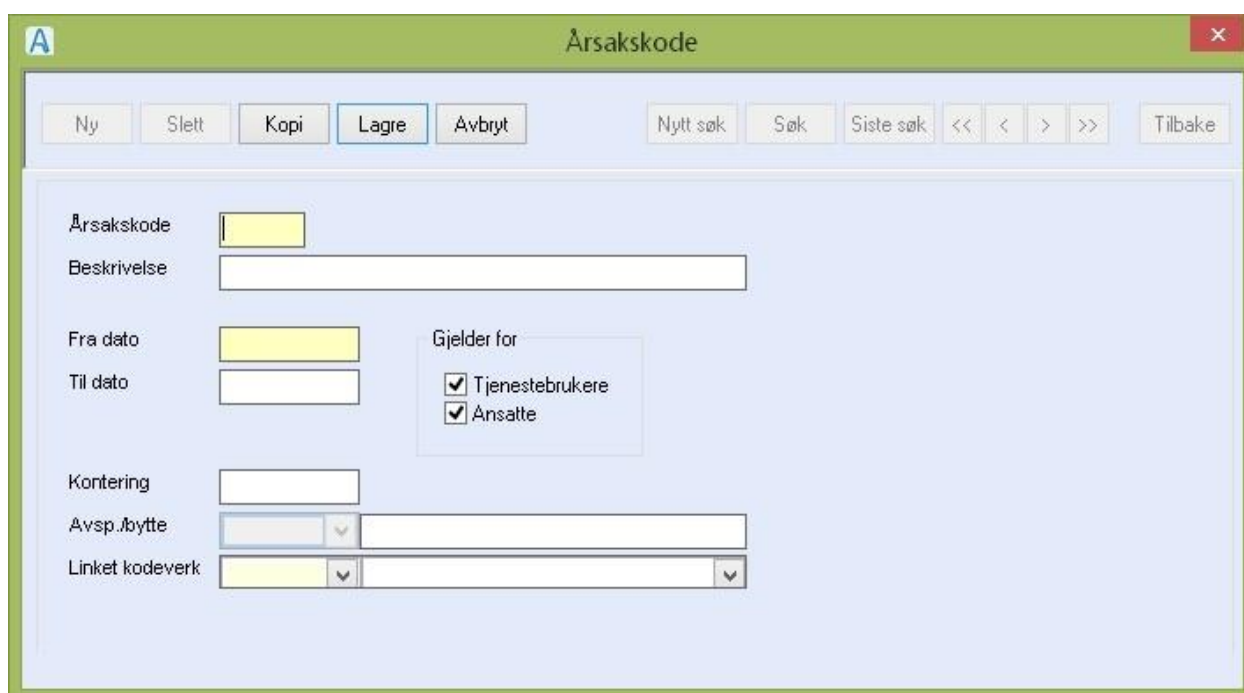 Årsakskode
Ny Slett Kopi Lagre Avbryt Nytt søk Søk Siste søk << < > >> Tilbake
Årsakskode
Beskrivelse
Fra dato Gjelder for
Til dato Tjenestebrukere
Ansatte
Kontering
Avsp./bytte
Linket kodeverk